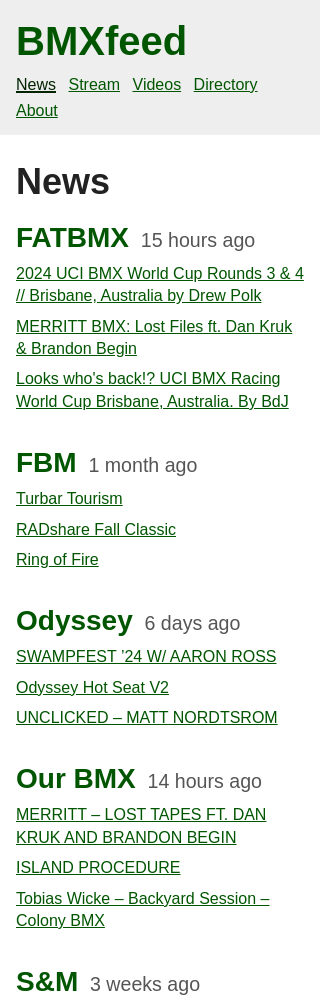 BMXfeed
News Stream Videos Directory
About
News
FATBMX 15 hours ago
2024 UCI BMX World Cup Rounds 3 & 4
// Brisbane, Australia by Drew Polk
MERRITT BMX: Lost Files ft. Dan Kruk
& Brandon Begin
Looks who's back!? UCI BMX Racing
World Cup Brisbane, Australia. By BdJ
FBM 1 month ago
Turbar Tourism
RADshare Fall Classic
Ring of Fire
Odyssey 6 days ago
SWAMPFEST ’24 W/ AARON ROSS
Odyssey Hot Seat V2
UNCLICKED – MATT NORDTSROM
Our BMX 14 hours ago
MERRITT – LOST TAPES FT. DAN
KRUK AND BRANDON BEGIN
ISLAND PROCEDURE
Tobias Wicke – Backyard Session –
Colony BMX
S&M 3 weeks ago